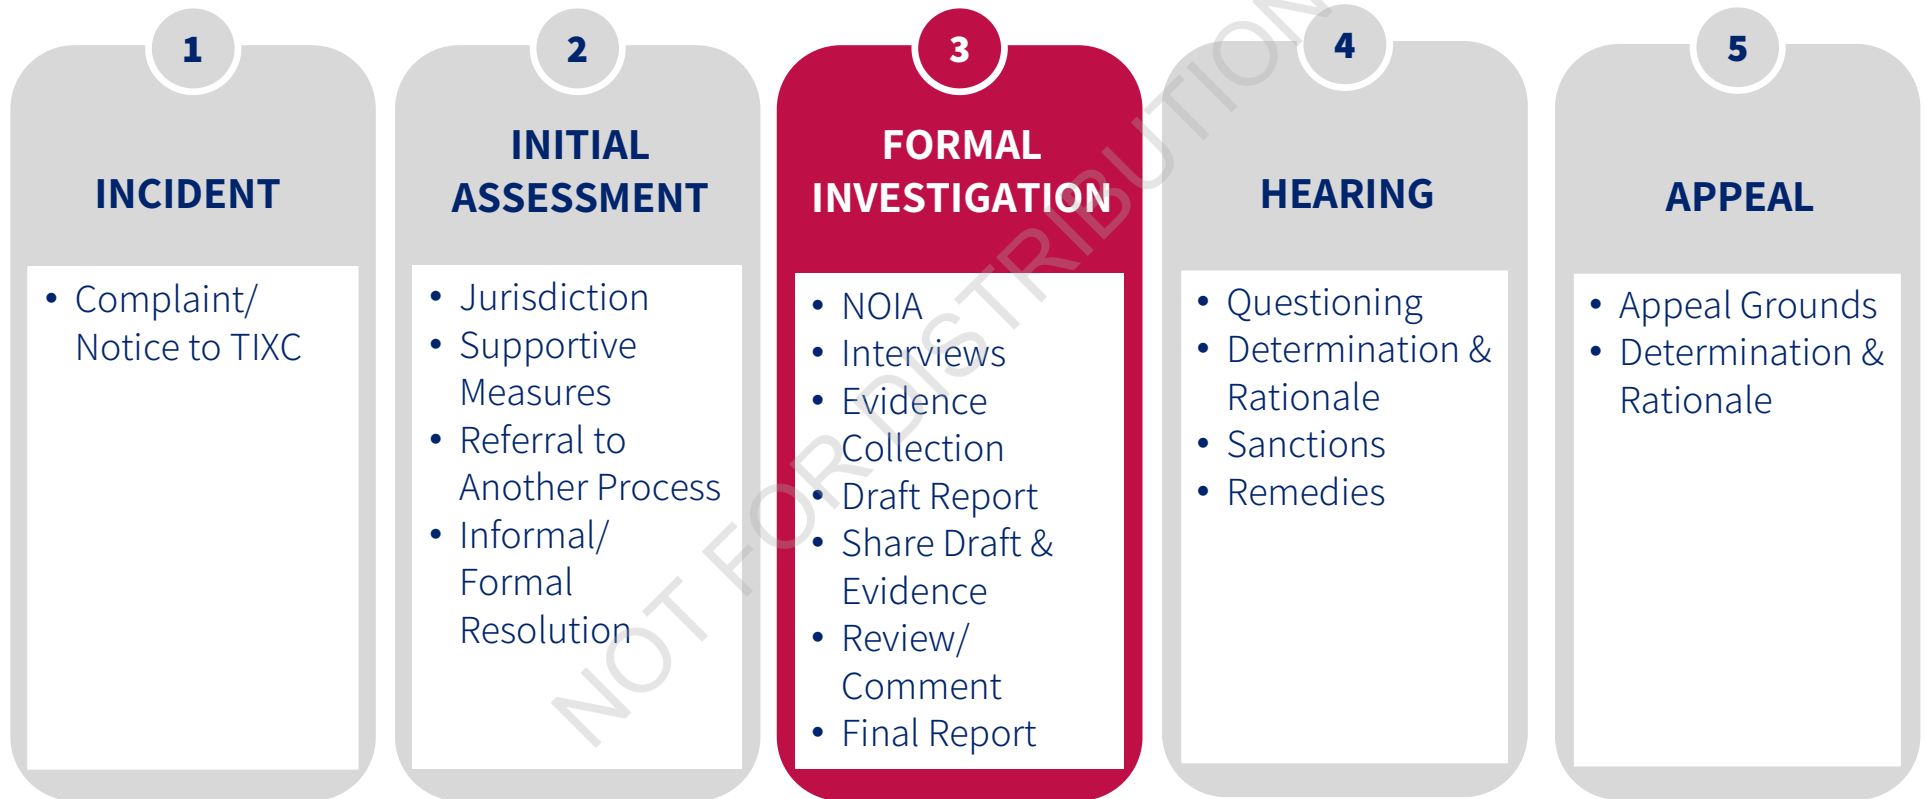 1
INCIDENT
• Complaint/
Notice to TIXC
2
INITIAL
ASSESSMENT
• Jurisdiction
• Supportive
Measures
• Referral to
Another Process
• Informal/
Formal
Resolution
3
FORMAL
INVESTIGATION
• NOIA
• Interviews
• Evidence
Collection
• Draft Report
• Share Draft &
Evidence
• Review/
Comment
• Final Report
4
HEARING
• Questioning
• Determination &
Rationale
• Sanctions
• Remedies
5
APPEAL
• Appeal Grounds
• Determination &
Rationale
NOT FOR DISTRIBUTION